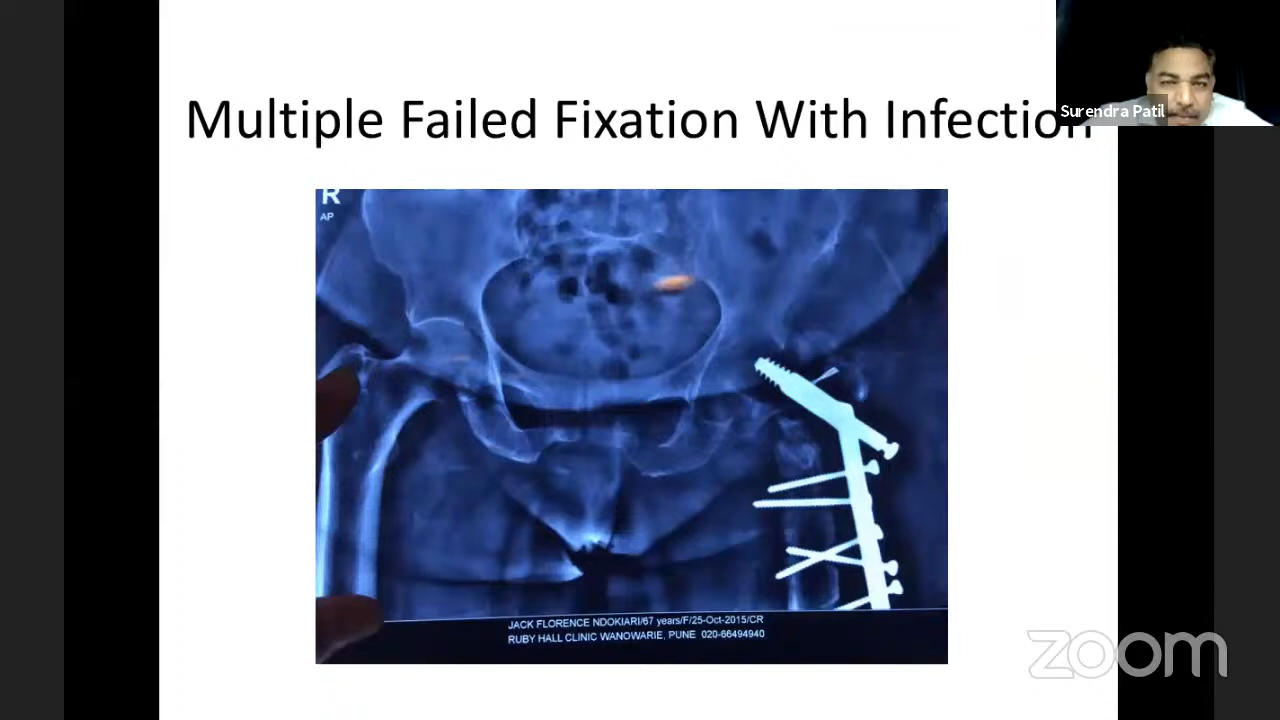 Multiple Failed Fixation With Infection
Surendra Patil
R
AP
JACK FLORENCE NDOKIARI/67 years/F/25-Oct-2015/CR
RUBY HALL CLINIC WANOWARIE, PUNE 020-66494940
zoom